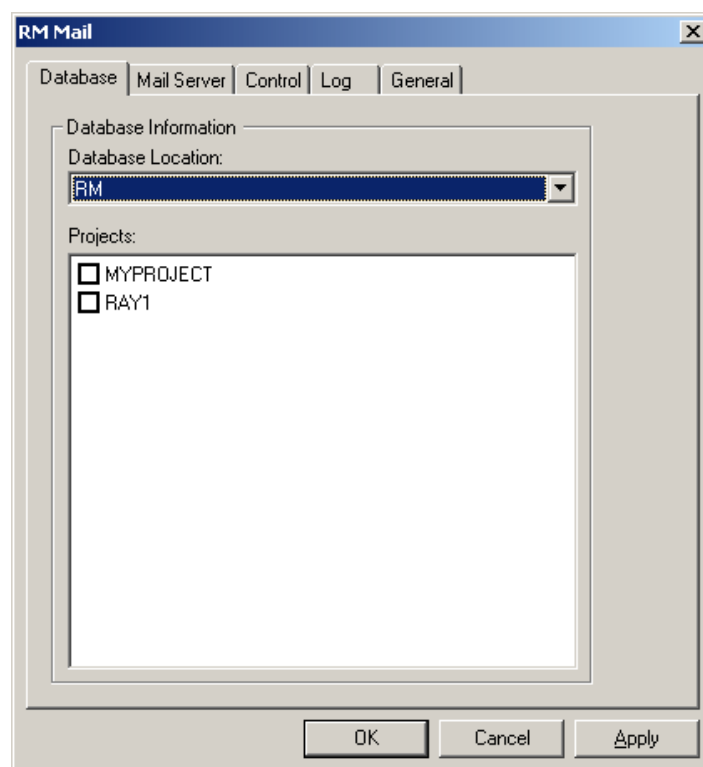 RM Mail
Database Mail Server Control Log General
Database Information
Database Location:
RM
Projects:
MYPROJECT
RAY1
OK Cancel Apply